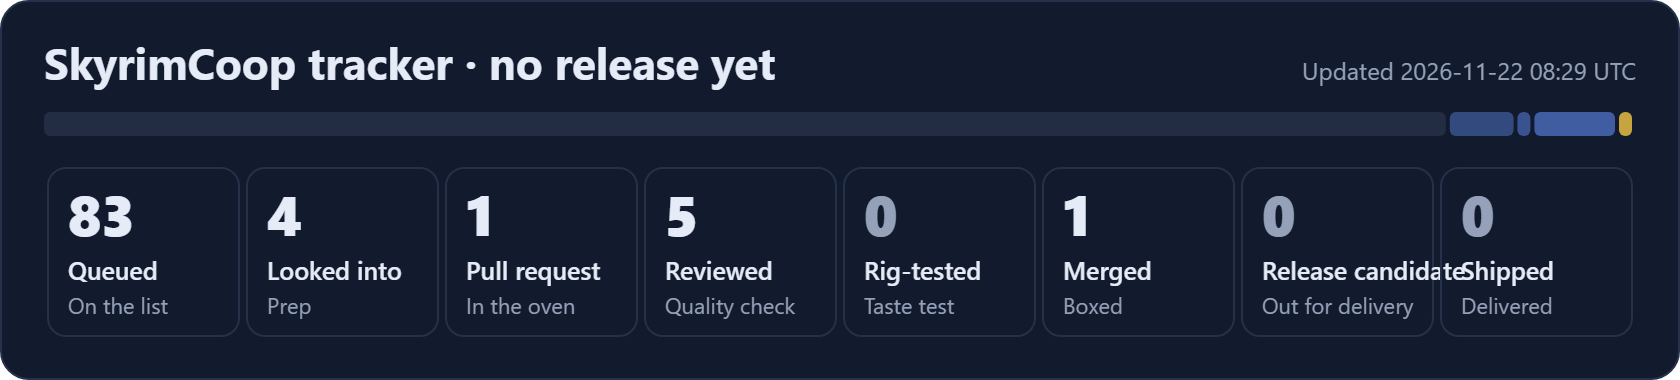 SkyrimCoop tracker · no release yet
Updated 2026-11-22 08:29 UTC
83
Queued
On the list
4
Looked into
Prep
1
Pull request
In the oven
5
Reviewed
Quality check
0
Rig-tested
Taste test
1
Merged
Boxed
0
Release candidate
Out for delivery
0
Shipped
Delivered